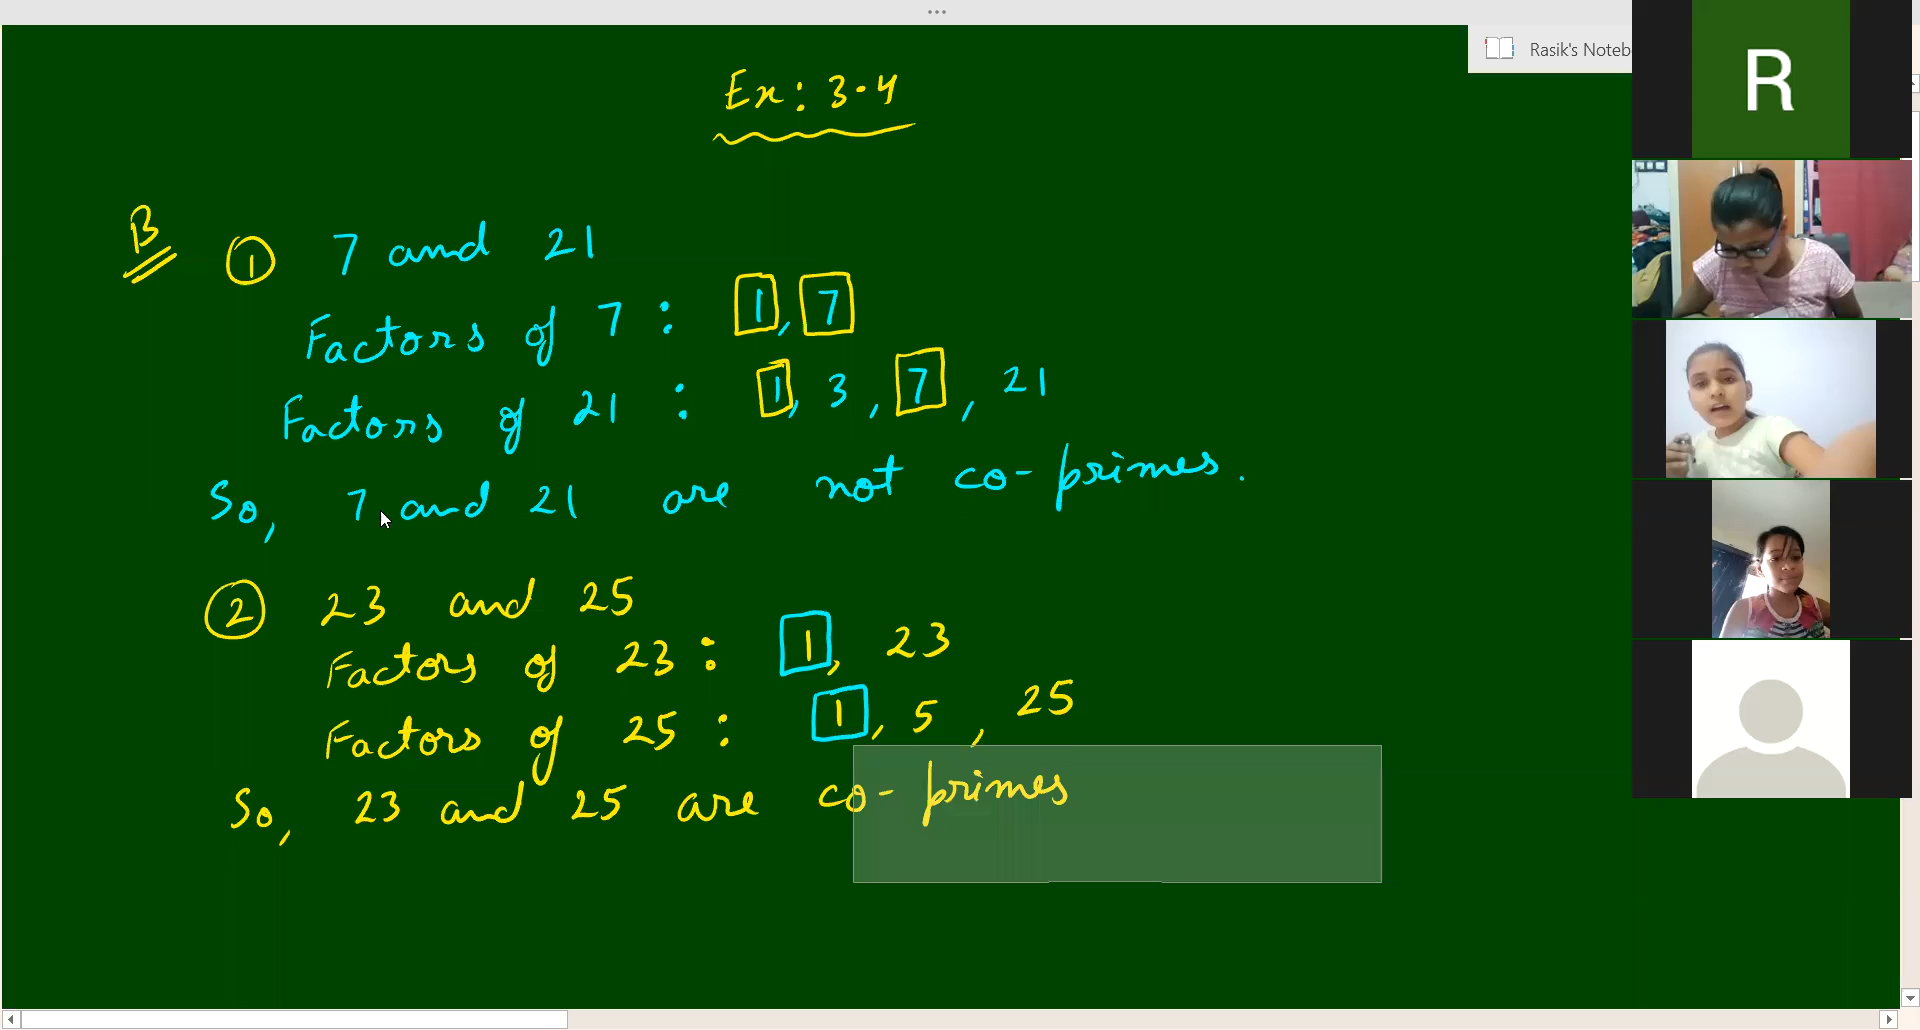 Rasik's Noteb
R
Ex: 3.4
B
1 7 and 21
Factors of 7 : 1, 7
Factors of 21 : 1, 3, 7, 21
So, 7 and 21 are not co-primes.
2 23 and 25
Factors of 23 : 1, 23
Factors of 25 : 1, 5, 25
So, 23 and 25 are co-primes